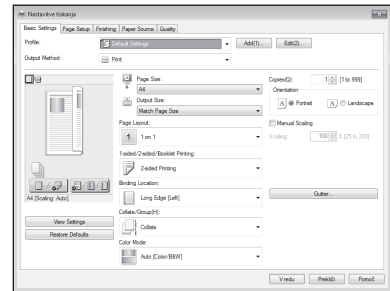 Nastavitve tiskanja
Basic Settings Page Setup Finishing Paper Source Quality
Profile: Default Settings Add(1)... Edit(2)...
Output Method: Print
Page Size:
A4
Output Size:
Match Page Size
Copies(Q): 1 [1 to 999]
Orientation
A Portrait A Landscape
Page Layout:
1 1 on 1
Manual Scaling
Scaling: 100 % [25 to 200]
1-sided/2-sided/Booklet Printing:
2-sided Printing
Binding Location:
Long Edge [Left]
Gutter...
A4 [Scaling: Auto]
Collate/Group(H):
Collate
View Settings
Restore Defaults
Color Mode:
Auto [Color/B&W]
V redu Prekliči Pomoč